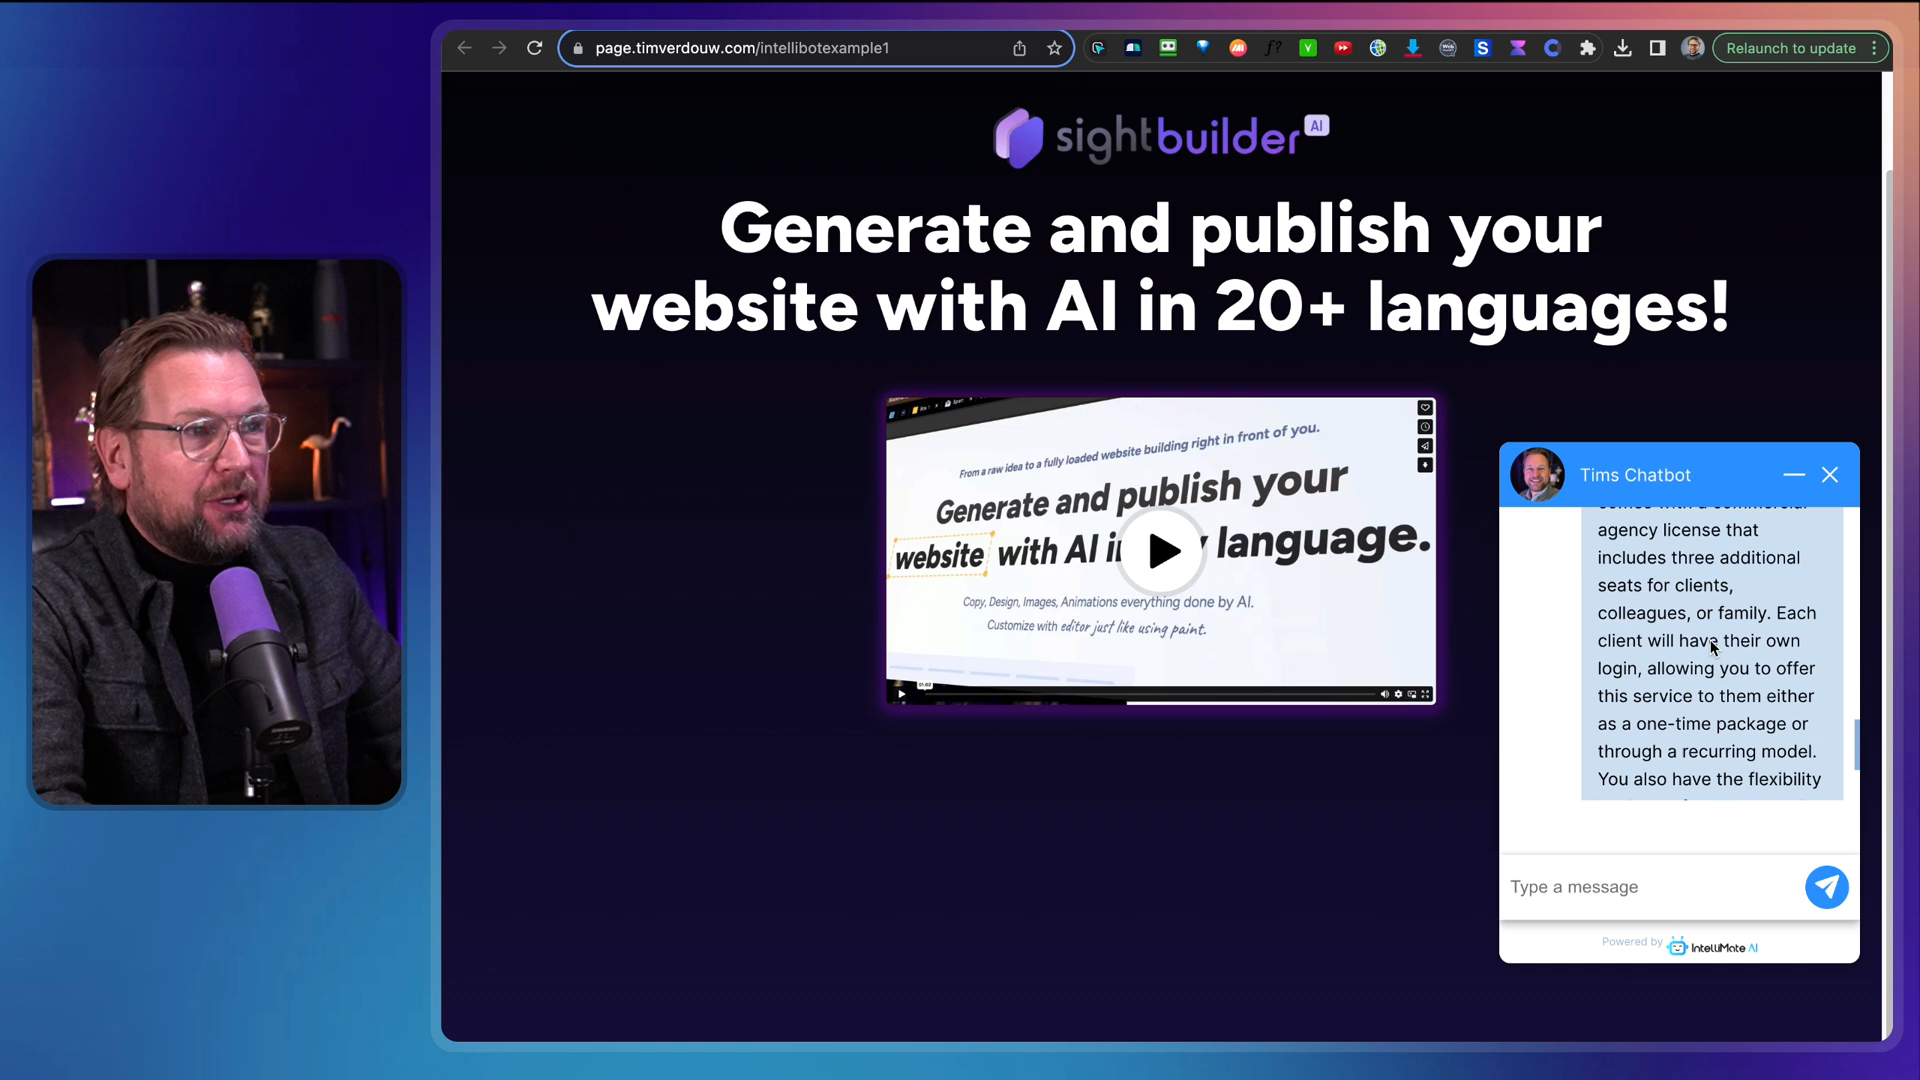 page.timverdouw.com/intellibotexample1
Relaunch to update
sightbuilder AI
Generate and publish your
website with AI in 20+ languages!
From a raw idea to a fully loaded website building right in front of you.
Generate and publish your
website with AI in language.
Copy, Design, Images, Animations everything done by AI.
Customize with editor just like using paint.
Tims Chatbot
comes with a commercial
agency license that
includes three additional
seats for clients,
colleagues, or family. Each
client will have their own
login, allowing you to offer
this service to them either
as a one-time package or
through a recurring model.
You also have the flexibility
Type a message
Powered by IntelliMate AI